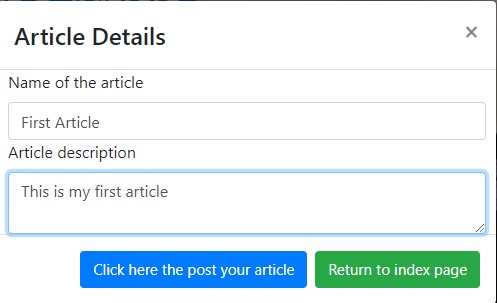 Article Details
×
Name of the article
First Article
Article description
This is my first article
Click here the post your article
Return to index page